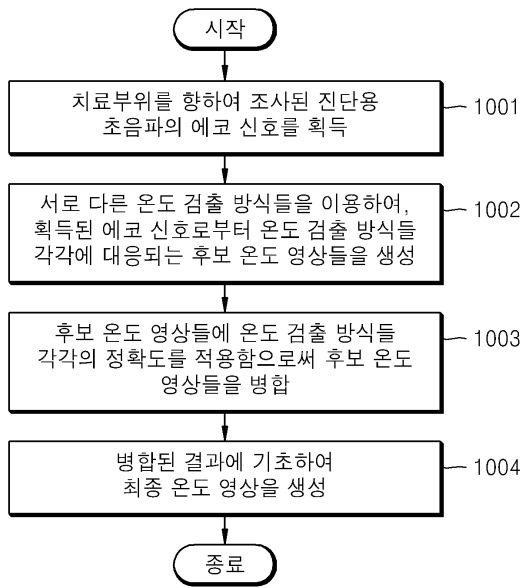 시작
치료부위를 향하여 조사된 진단용
초음파의 에코 신호를 획득
1001
서로 다른 온도 검출 방식들을 이용하여,
획득된 에코 신호로부터 온도 검출 방식들
각각에 대응되는 후보 온도 영상들을 생성
1002
후보 온도 영상들에 온도 검출 방식들
각각의 정확도를 적용함으로써 후보 온도
영상들을 병합
1003
병합된 결과에 기초하여
최종 온도 영상을 생성
1004
종료